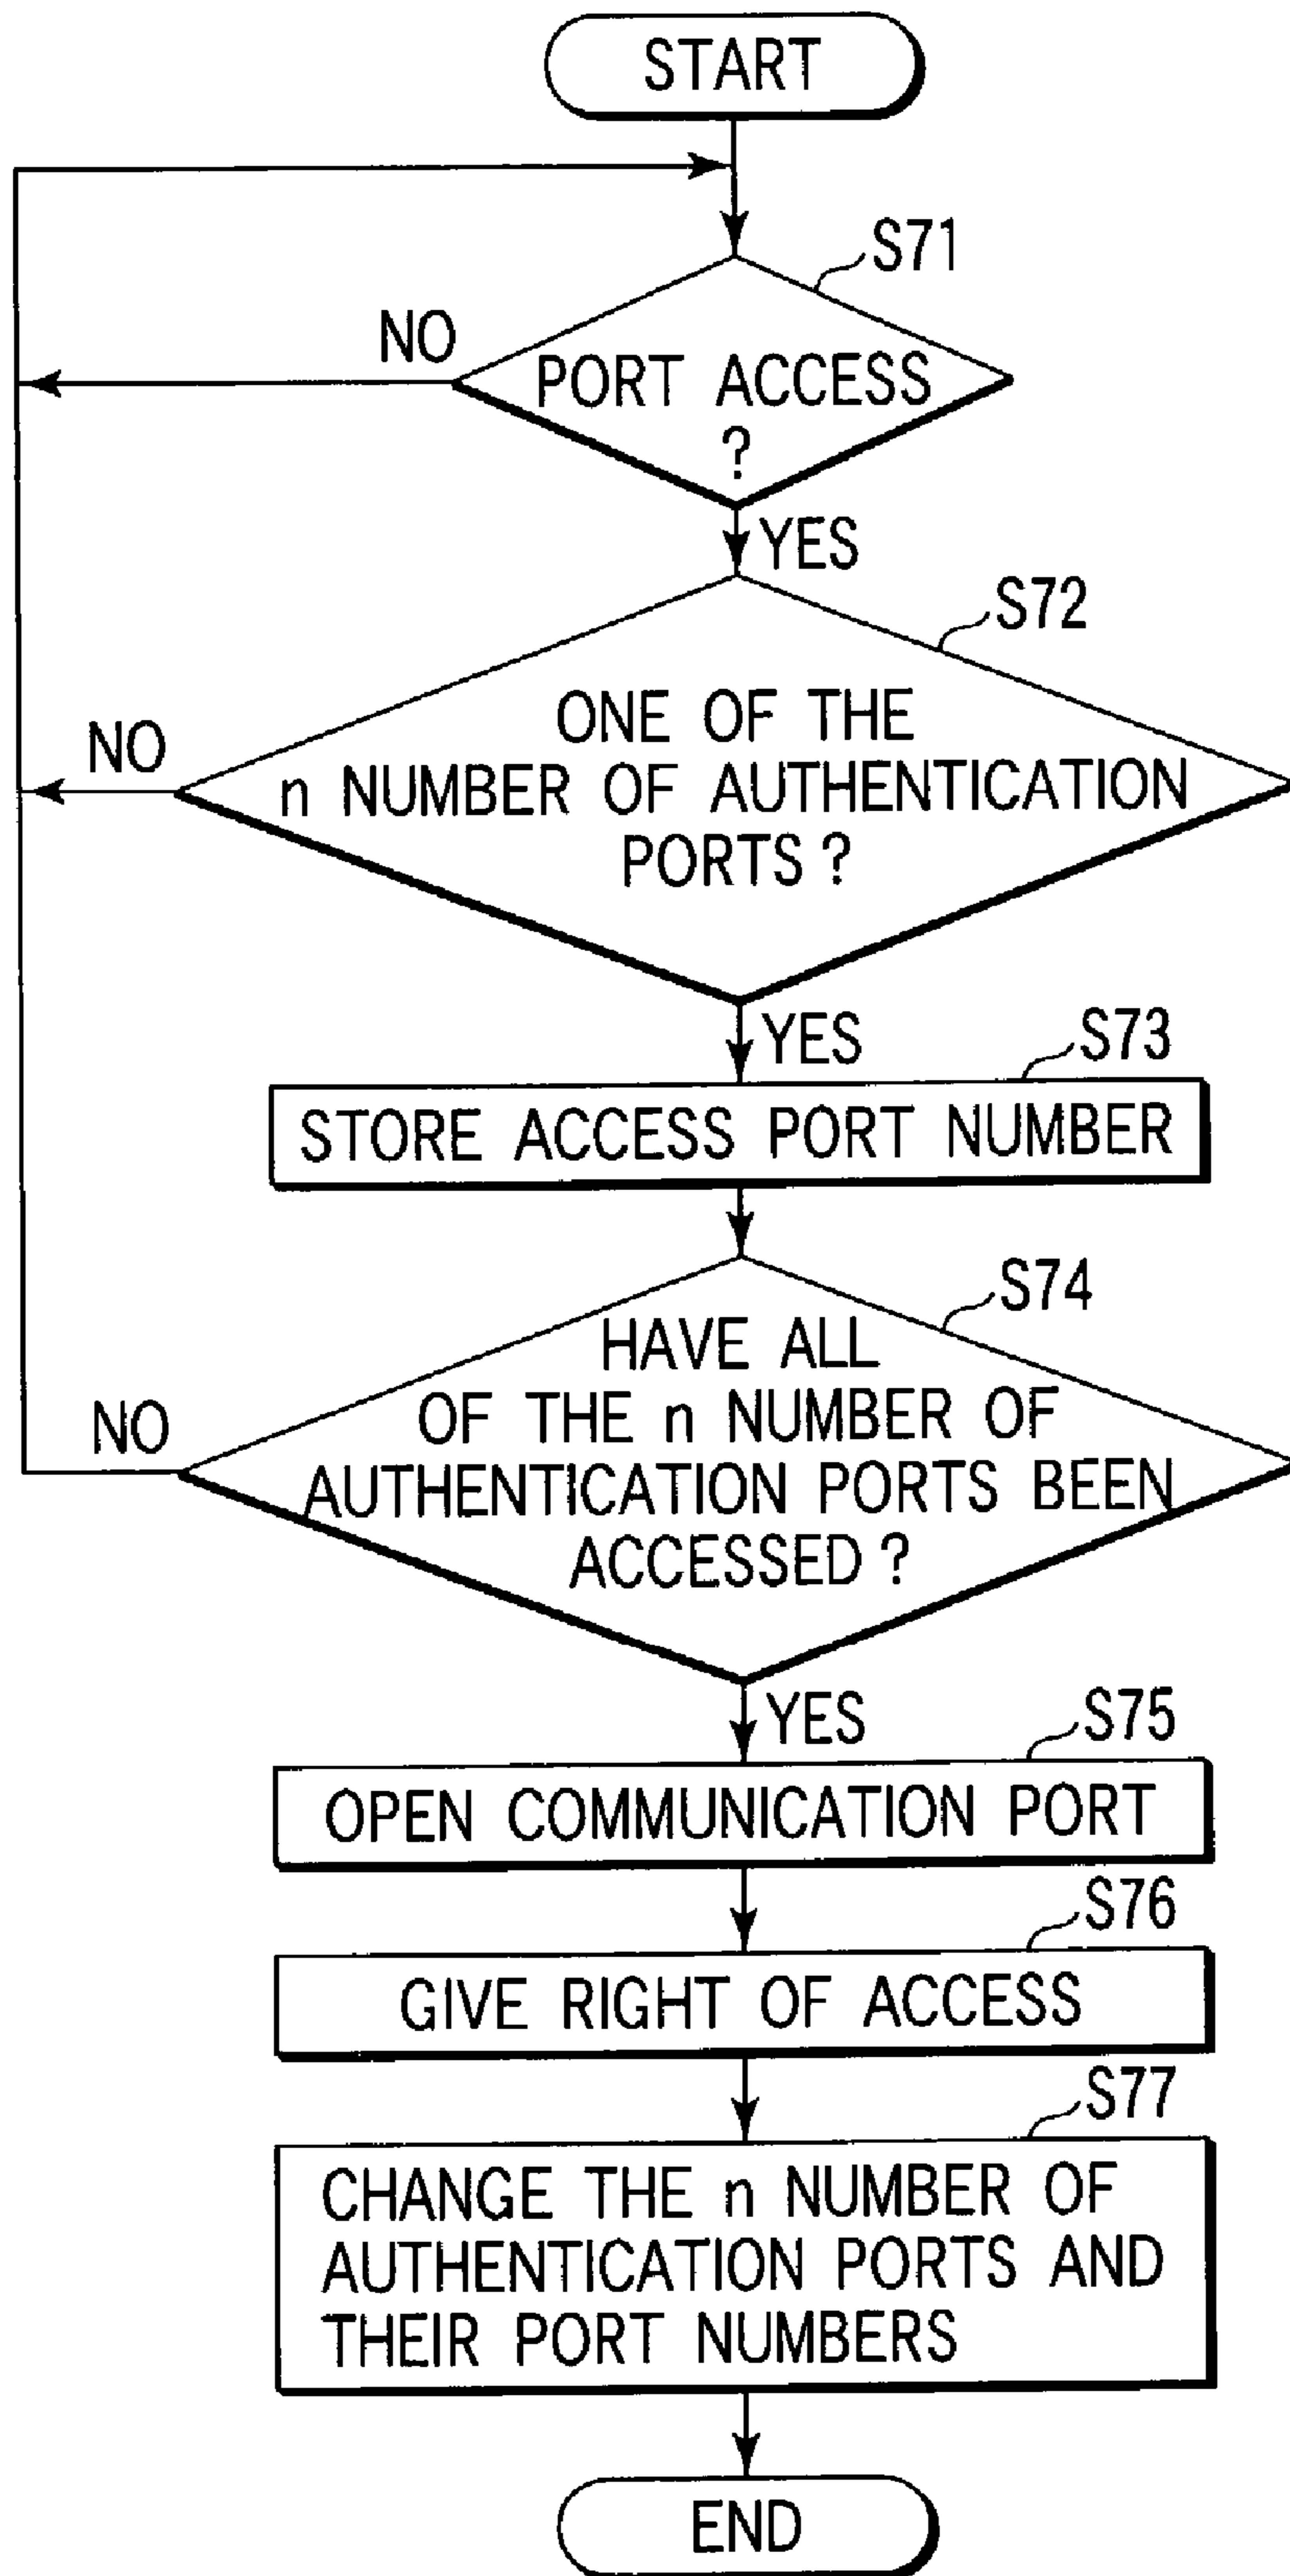 START
S71
NO
PORT ACCESS
?
YES
S72
ONE OF THE
NO
n NUMBER OF AUTHENTICATION
PORTS?
YES
S73
STORE ACCESS PORT NUMBER
S74
HAVE ALL
OF THE n NUMBER OF
NO
AUTHENTICATION PORTS BEEN
ACCESSED?
YES
S75
OPEN COMMUNICATION PORT
S76
GIVE RIGHT OF ACCESS
S77
CHANGE THE n NUMBER OF
AUTHENTICATION PORTS AND
THEIR PORT NUMBERS
END